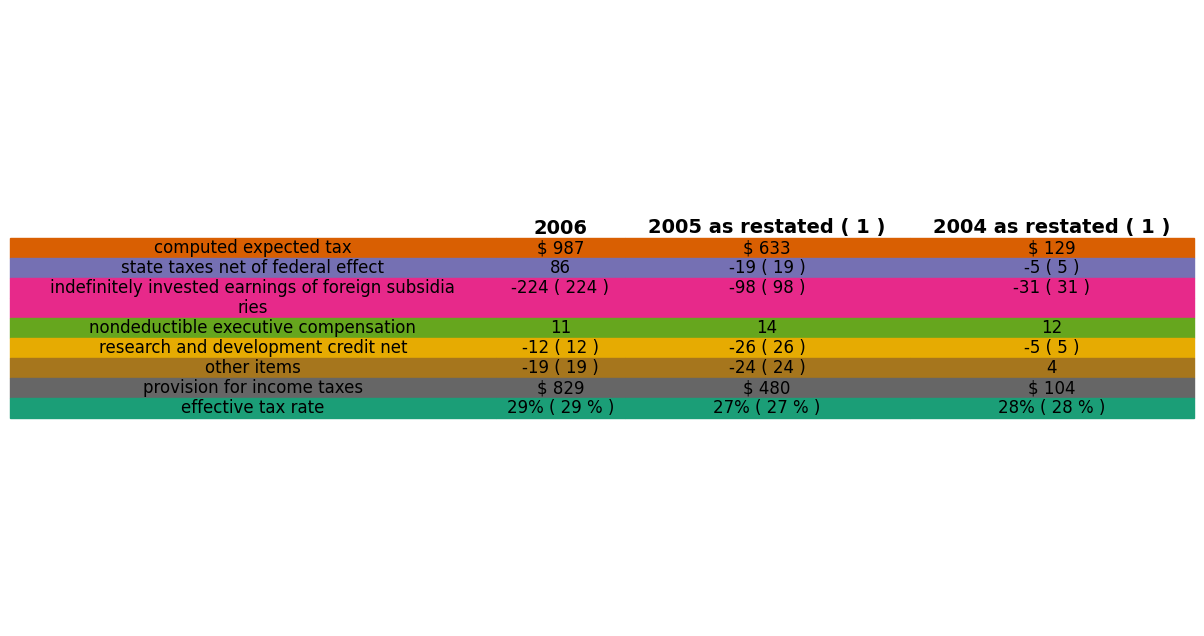 2006 2005 as restated ( 1 ) 2004 as restated ( 1 )
computed expected tax $ 987 $ 633 $ 129
state taxes net of federal effect 86 -19 ( 19 ) -5 ( 5 )
indefinitely invested earnings of foreign subsidia -224 ( 224 ) -98 ( 98 ) -31 ( 31 )
ries
nondeductible executive compensation 11 14 12
research and development credit net -12 ( 12 ) -26 ( 26 ) -5 ( 5 )
other items -19 ( 19 ) -24 ( 24 ) 4
provision for income taxes $ 829 $ 480 $ 104
effective tax rate 29% ( 29 % ) 27% ( 27 % ) 28% ( 28 % )